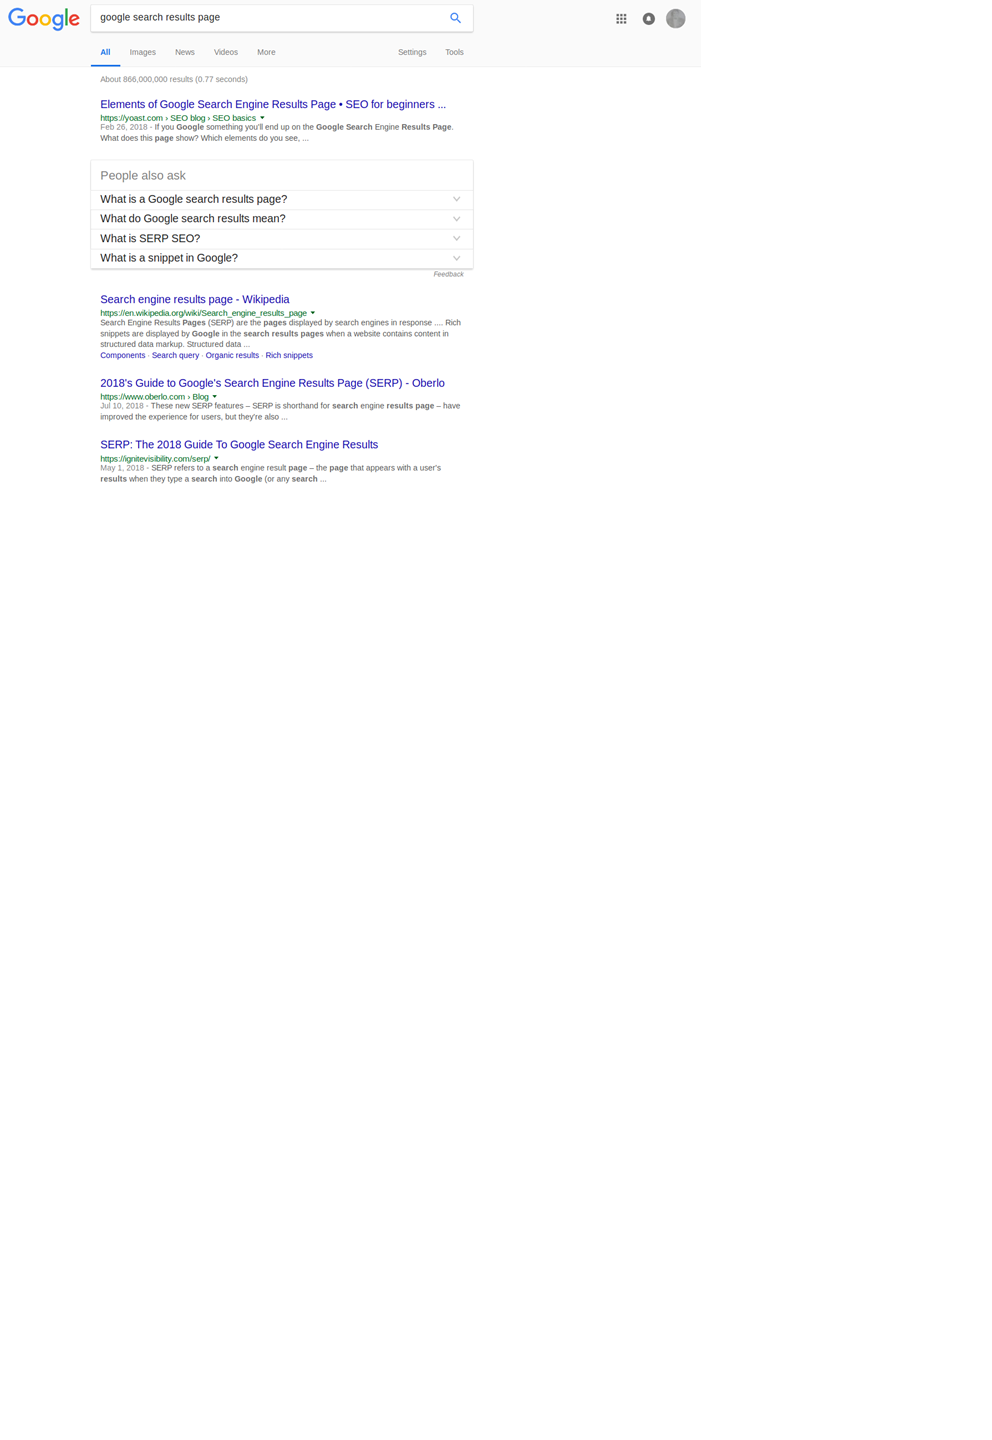 Google
google search results page
All Images News Videos More Settings Tools
About 866,000,000 results (0.77 seconds)
Elements of Google Search Engine Results Page • SEO for beginners ...
https://yoast.com › SEO blog › SEO basics
Feb 26, 2018 - If you Google something you'll end up on the Google Search Engine Results Page.
What does this page show? Which elements do you see, ...
People also ask
What is a Google search results page?
What do Google search results mean?
What is SERP SEO?
What is a snippet in Google?
Feedback
Search engine results page - Wikipedia
https://en.wikipedia.org/wiki/Search_engine_results_page
Search Engine Results Pages (SERP) are the pages displayed by search engines in response .... Rich
snippets are displayed by Google in the search results pages when a website contains content in
structured data markup. Structured data ...
Components · Search query · Organic results · Rich snippets
2018's Guide to Google's Search Engine Results Page (SERP) - Oberlo
https://www.oberlo.com › Blog
Jul 10, 2018 - These new SERP features – SERP is shorthand for search engine results page – have
improved the experience for users, but they're also ...
SERP: The 2018 Guide To Google Search Engine Results
https://ignitevisibility.com/serp/
May 1, 2018 - SERP refers to a search engine result page – the page that appears with a user's
results when they type a search into Google (or any search ...